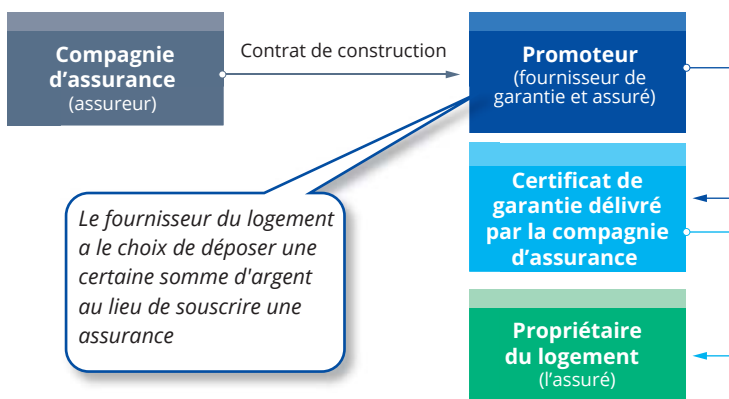 Compagnie
d’assurance
(assureur)
Contrat de construction
Promoteur
(fournisseur de
garantie et assuré)
Le fournisseur du logement
a le choix de déposer une
certaine somme d'argent
au lieu de souscrire une
assurance
Certificat de
garantie délivré
par la compagnie
d’assurance
Propriétaire
du logement
(l’assuré)